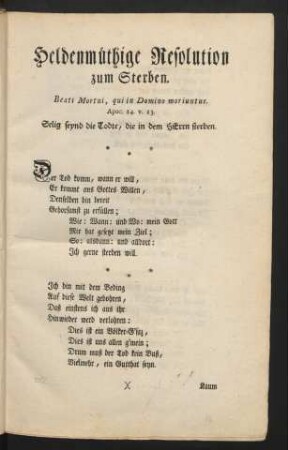 Heldenmüthige Resolution
zum Sterben.
Beati Mortui, qui in Domino moriuntur.
Apoc. 14. v. 13.
Selig seynd die Todte, die in dem HErrn sterben.
* *
*
Der Tod komm, wann er will,
Er kommt aus Gottes Willen,
Denselben bin bereit
Gehorsamst zu erfüllen;
Wie: Wann: und Wo: mein Gott
Mir hat gesetzt mein Ziel;
So: alsdann: und alldort:
Ich gerne sterben will.
* *
*
Ich bin mit dem Beding
Auf diese Welt gebohren,
Daß einstens ich aus ihr
Hinwieder werd verlohren:
Dies ist ein Völker-G'satz,
Dies ist uns allen g'mein;
Drum muß der Tod kein Buß,
Vielmehr, ein Gutthat seyn.
X
Kaum